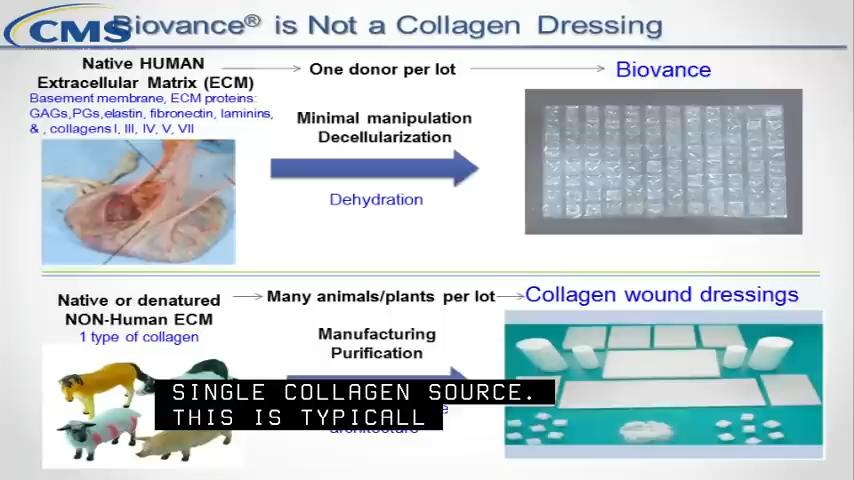 CMS
Biovance® is Not a Collagen Dressing
Native HUMAN
Extracellular Matrix (ECM)
Basement membrane, ECM proteins:
GAGs,PGs,elastin, fibronectin, laminins,
& , collagens I, III, IV, V, VII
One donor per lot
Biovance
Minimal manipulation
Decellularization
Dehydration
Native or denatured
NON-Human ECM
1 type of collagen
Many animals/plants per lot
Collagen wound dressings
Manufacturing
Purification
architecture
SINGLE COLLAGEN SOURCE.
THIS IS TYPICALL